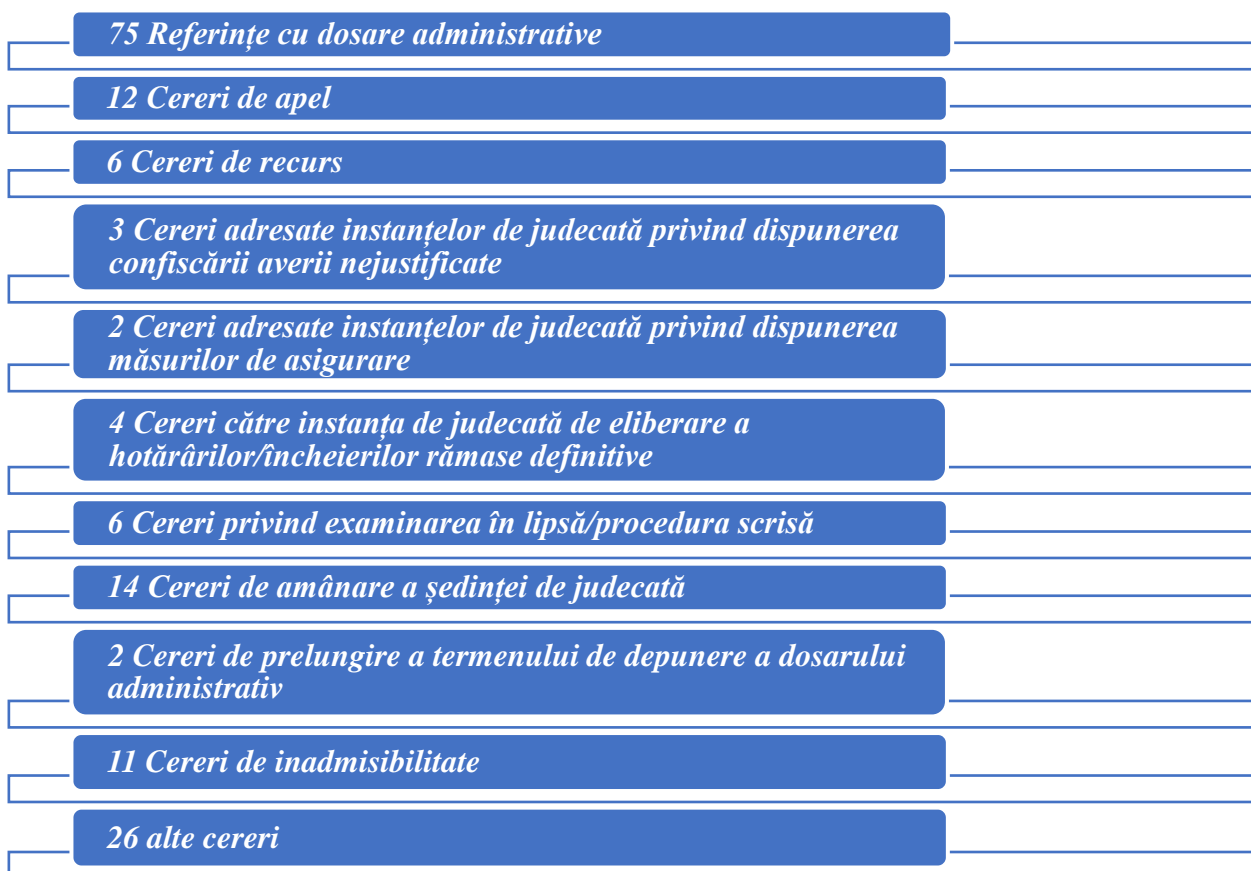 75 Referințe cu dosare administrative
12 Cereri de apel
6 Cereri de recurs
3 Cereri adresate instanțelor de judecată privind dispunerea
confiscării averii nejustificate
2 Cereri adresate instanțelor de judecată privind dispunerea
măsurilor de asigurare
4 Cereri către instanța de judecată de eliberare a
hotărârilor/încheierilor rămase definitive
6 Cereri privind examinarea în lipsă/procedura scrisă
14 Cereri de amânare a ședinței de judecată
2 Cereri de prelungire a termenului de depunere a dosarului
administrativ
11 Cereri de inadmisibilitate
26 alte cereri